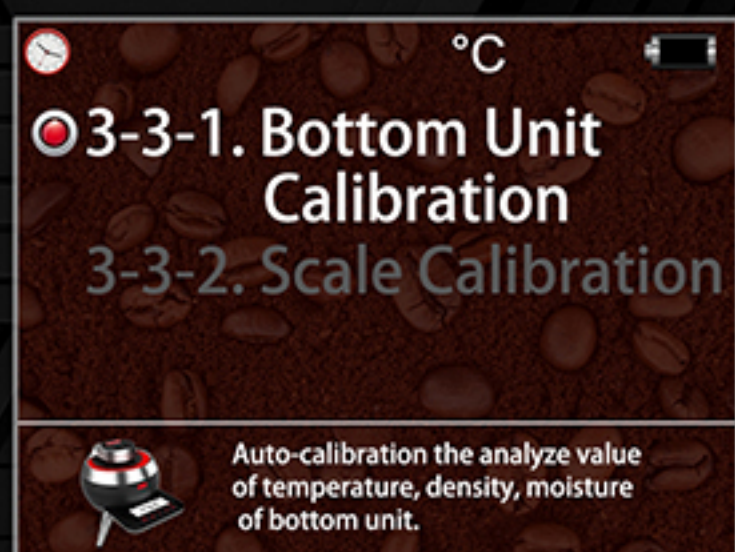 °C
3-3-1. Bottom Unit
Calibration
3-3-2. Scale Calibration
Auto-calibration the analyze value
of temperature, density, moisture
of bottom unit.